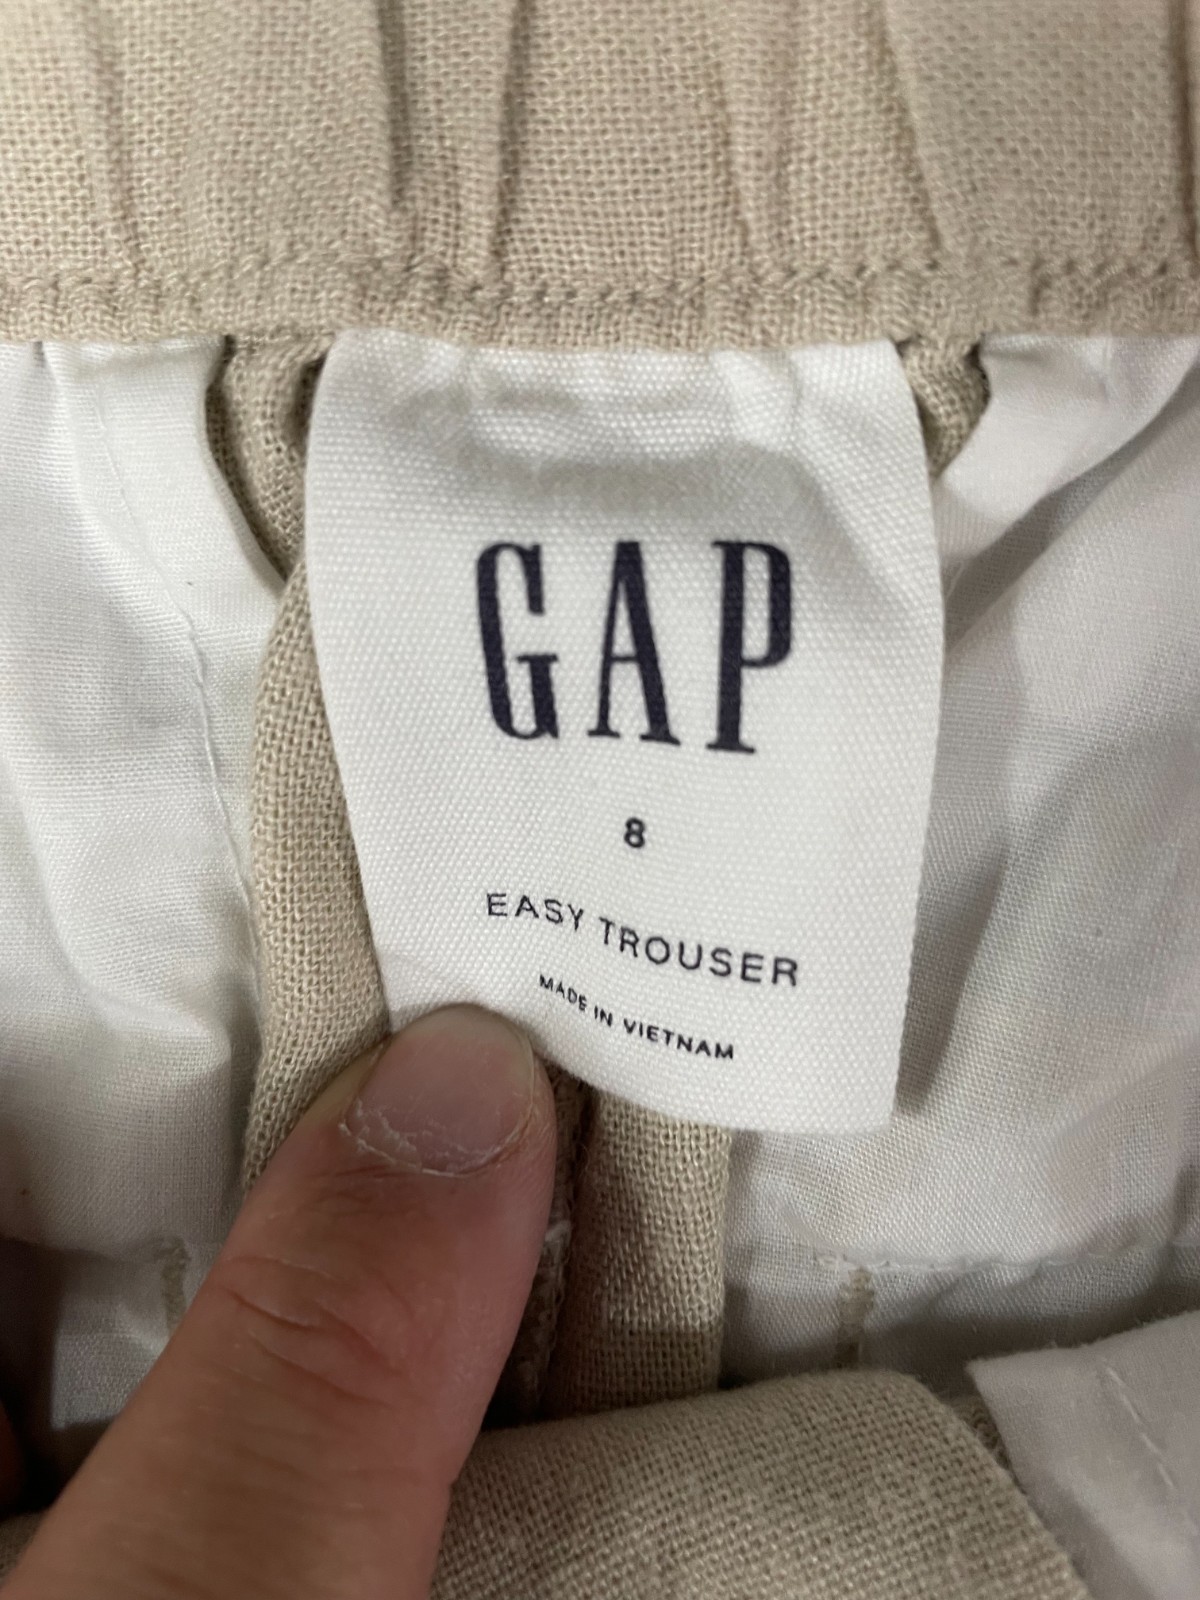 GAP
8
EASY TROUSER
MADE IN VIETNAM